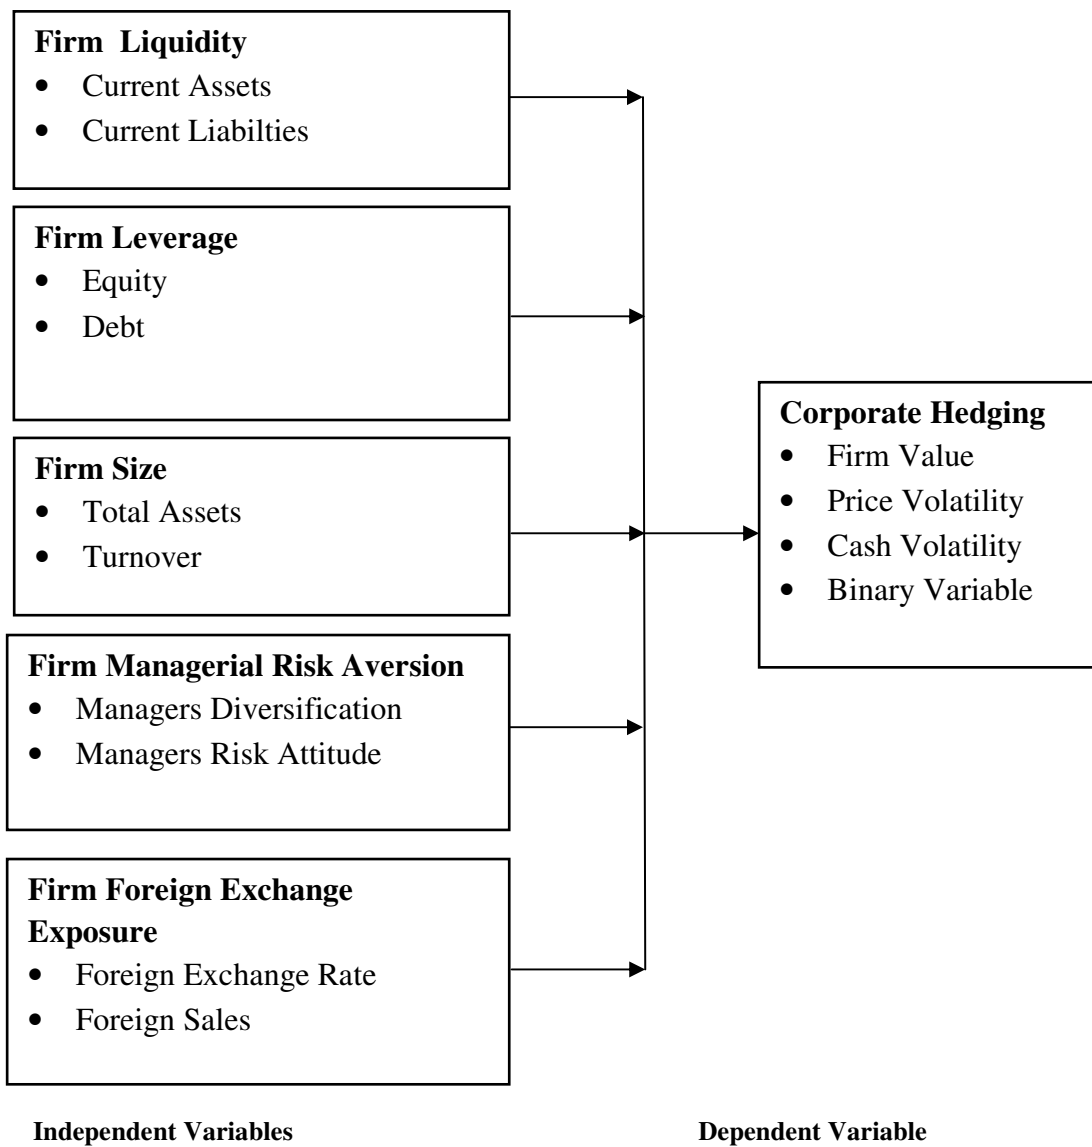 Firm Liquidity
• Current Assets
• Current Liabilties
Firm Leverage
• Equity
• Debt
Firm Size
• Total Assets
• Turnover
Firm Managerial Risk Aversion
• Managers Diversification
• Managers Risk Attitude
Firm Foreign Exchange
Exposure
• Foreign Exchange Rate
• Foreign Sales
Corporate Hedging
• Firm Value
• Price Volatility
• Cash Volatility
• Binary Variable
Independent Variables
Dependent Variable